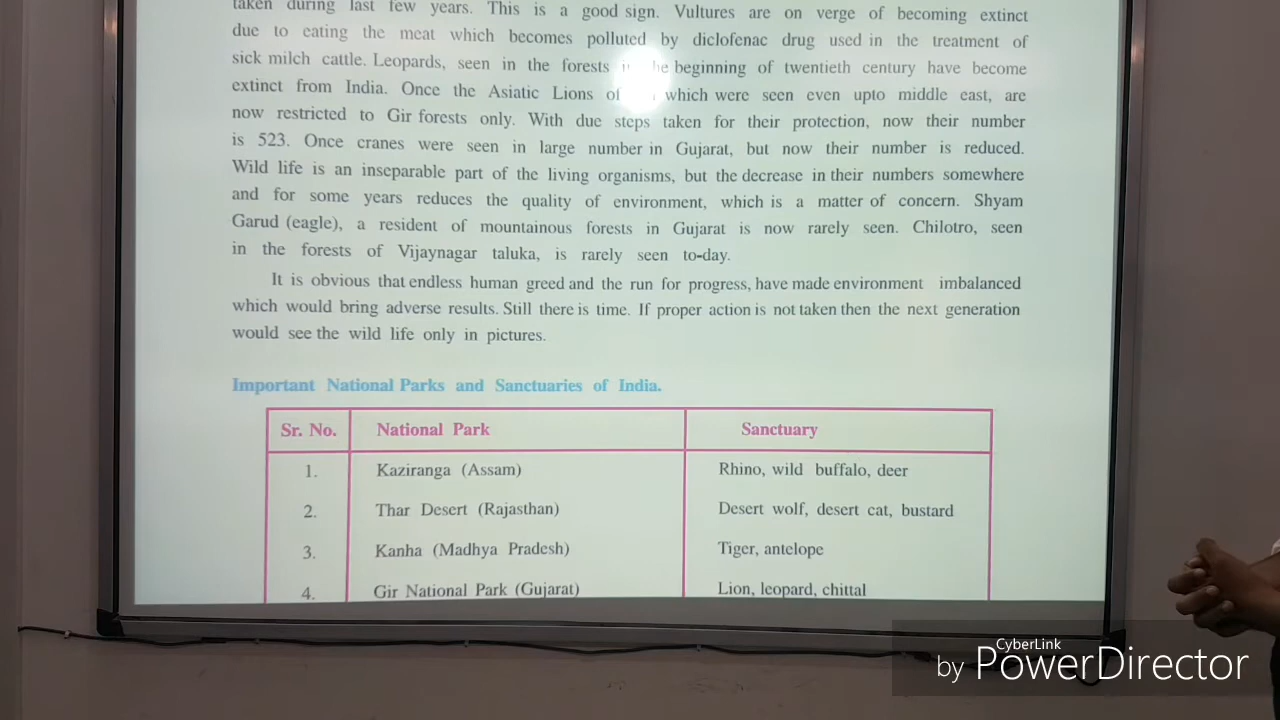 taken during last few years. This is a good sign. Vultures are on verge of becoming extinct
due to eating the meat which becomes polluted by diclofenac drug used in the treatment of
sick milch cattle. Leopards, seen in the forests beginning of twentieth century have become
extinct from India. Once the Asiatic Lions of which were seen even upto middle east, are
now restricted to Gir forests only. With due steps taken for their protection, now their number
is 523. Once cranes were seen in large number in Gujarat, but now their number is reduced.
Wild life is an inseparable part of the living organisms, but the decrease in their numbers somewhere
and for some years reduces the quality of environment, which is a matter of concern. Shyam
Garud (eagle), a resident of mountainous forests in Gujarat is now rarely seen. Chilotro, seen
in the forests of Vijaynagar taluka, is rarely seen to-day.
It is obvious that endless human greed and the run for progress, have made environment imbalanced
which would bring adverse results. Still there is time. If proper action is not taken then the next generation
would see the wild life only in pictures.
Important National Parks and Sanctuaries of India.
Sr. No. National Park Sanctuary
1. Kaziranga (Assam) Rhino, wild buffalo, deer
2. Thar Desert (Rajasthan) Desert wolf, desert cat, bustard
3. Kanha (Madhya Pradesh) Tiger, antelope
4. Gir National Park (Gujarat) Lion, leopard, chittal
CyberLink
by PowerDirector